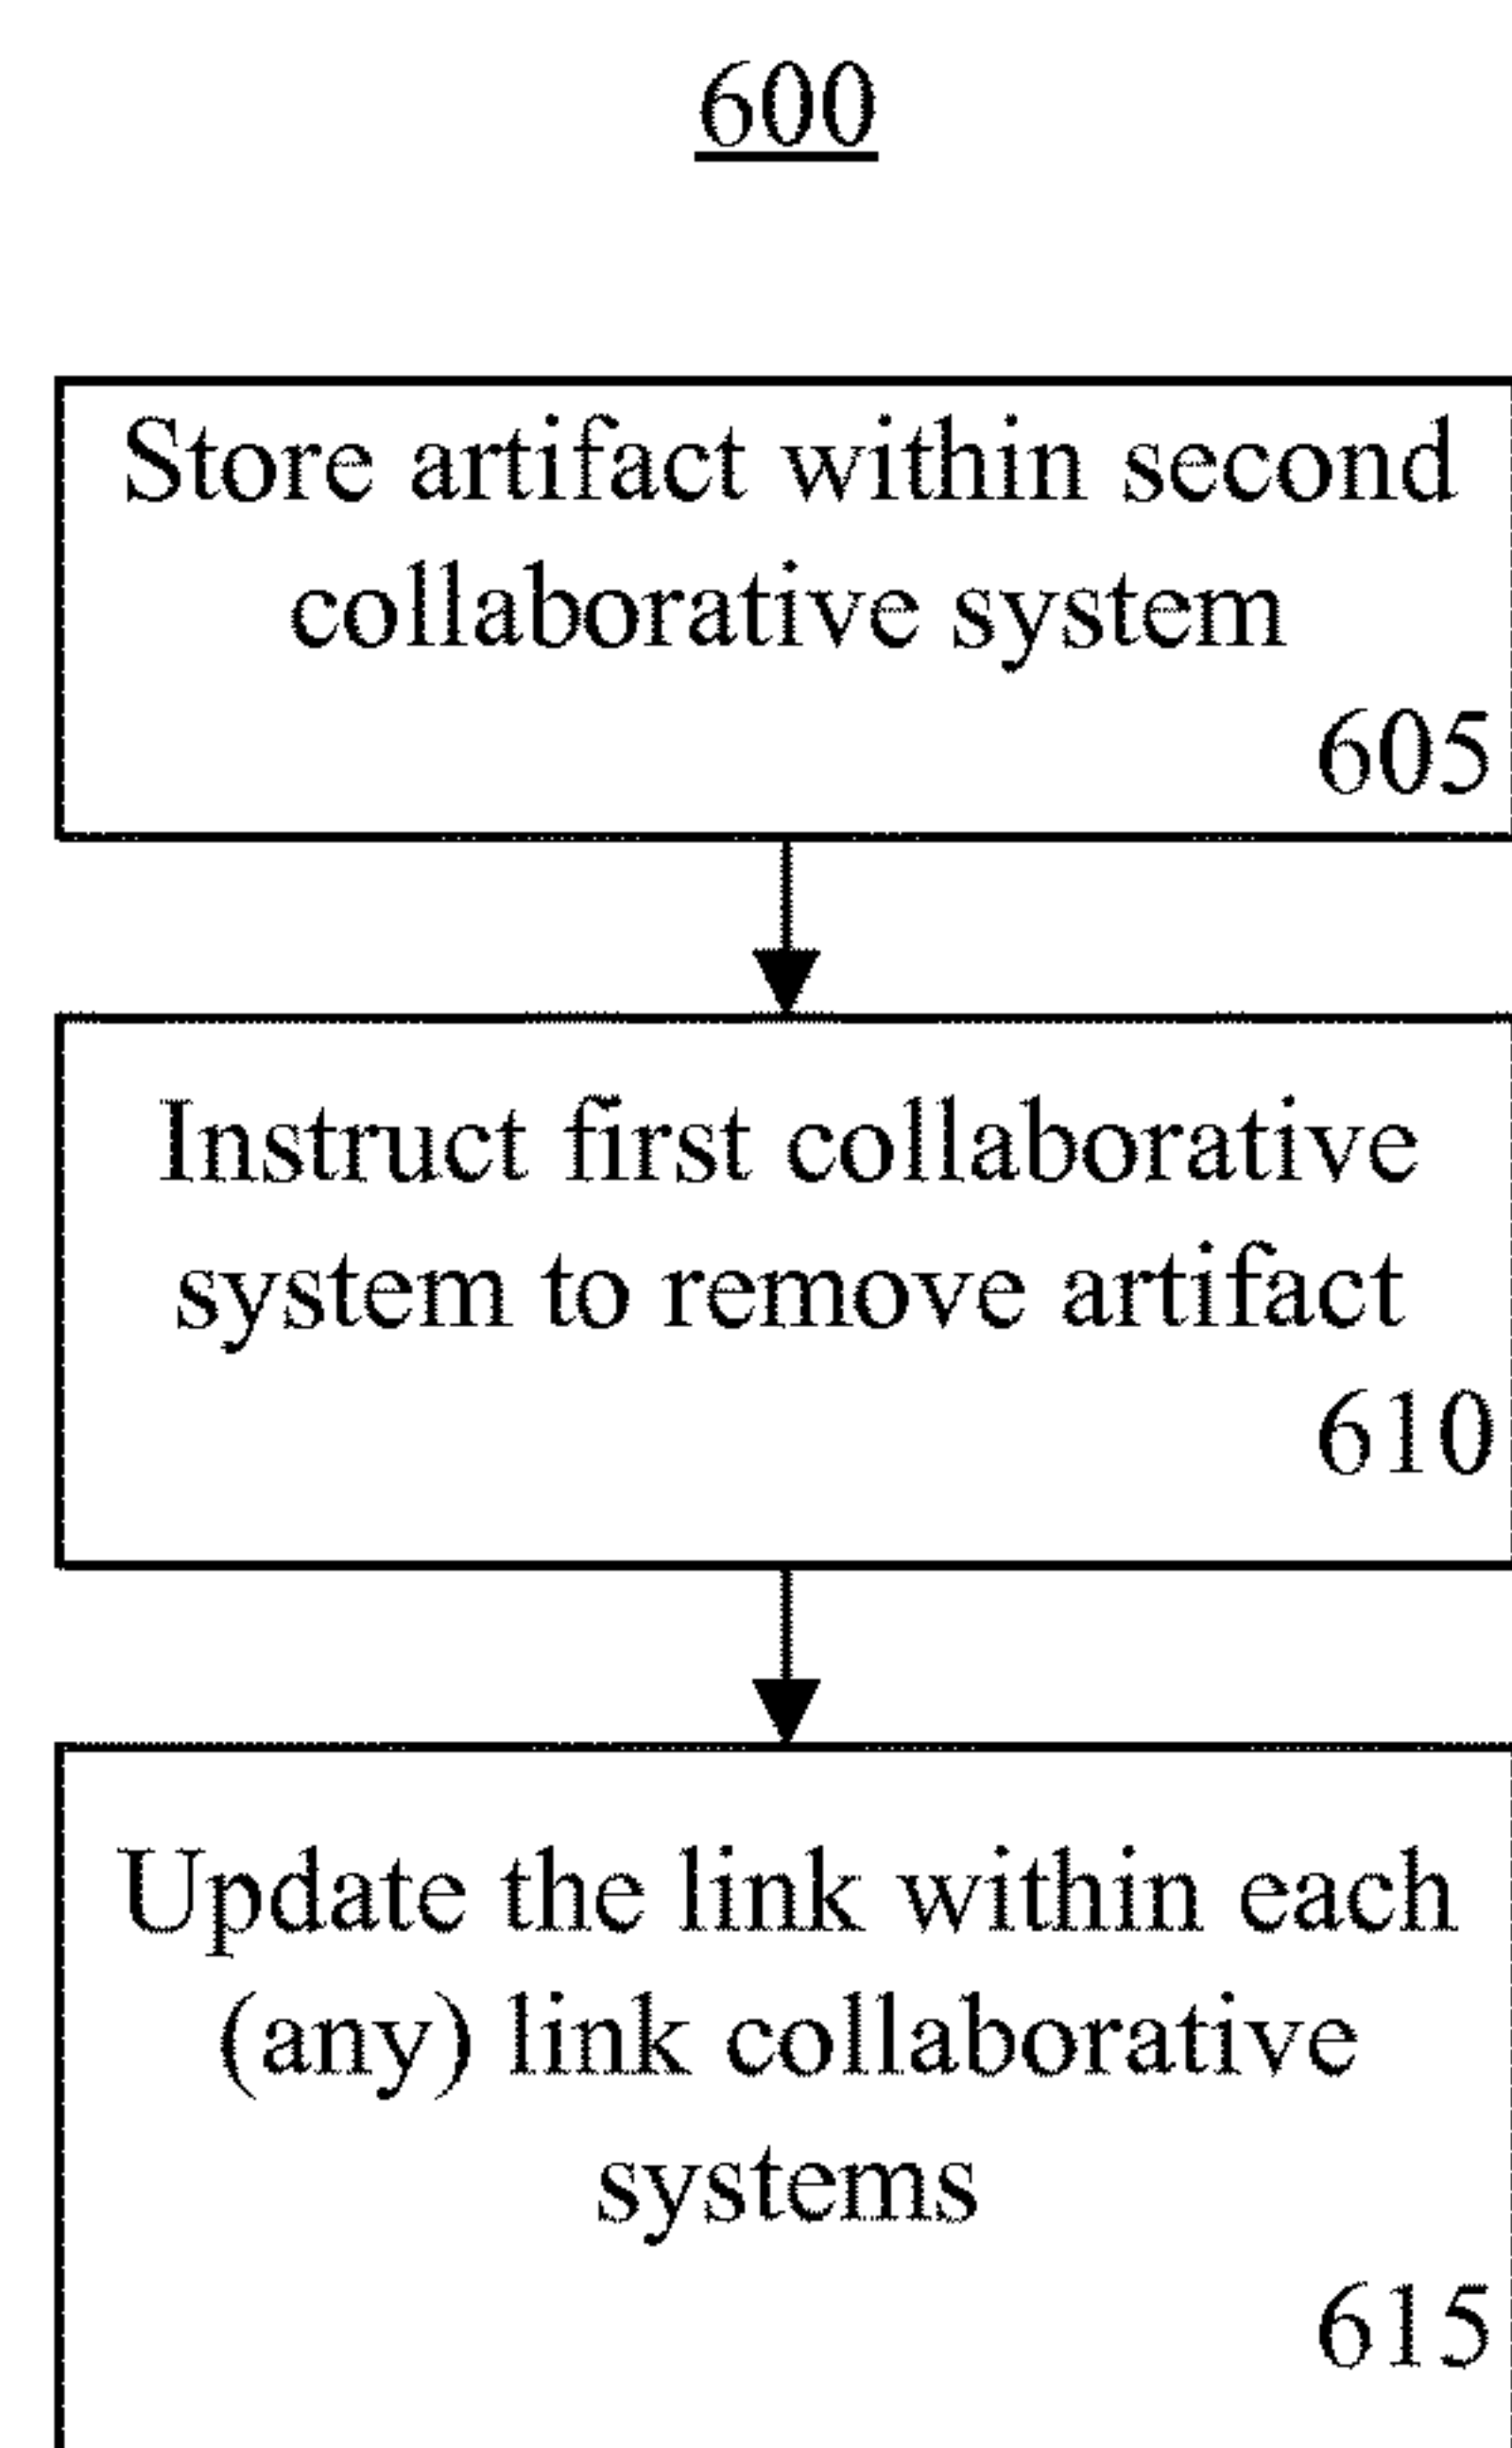 600
Store artifact within second
collaborative system
605
Instruct first collaborative
system to remove artifact
610
Update the link within each
(any) link collaborative
systems
615